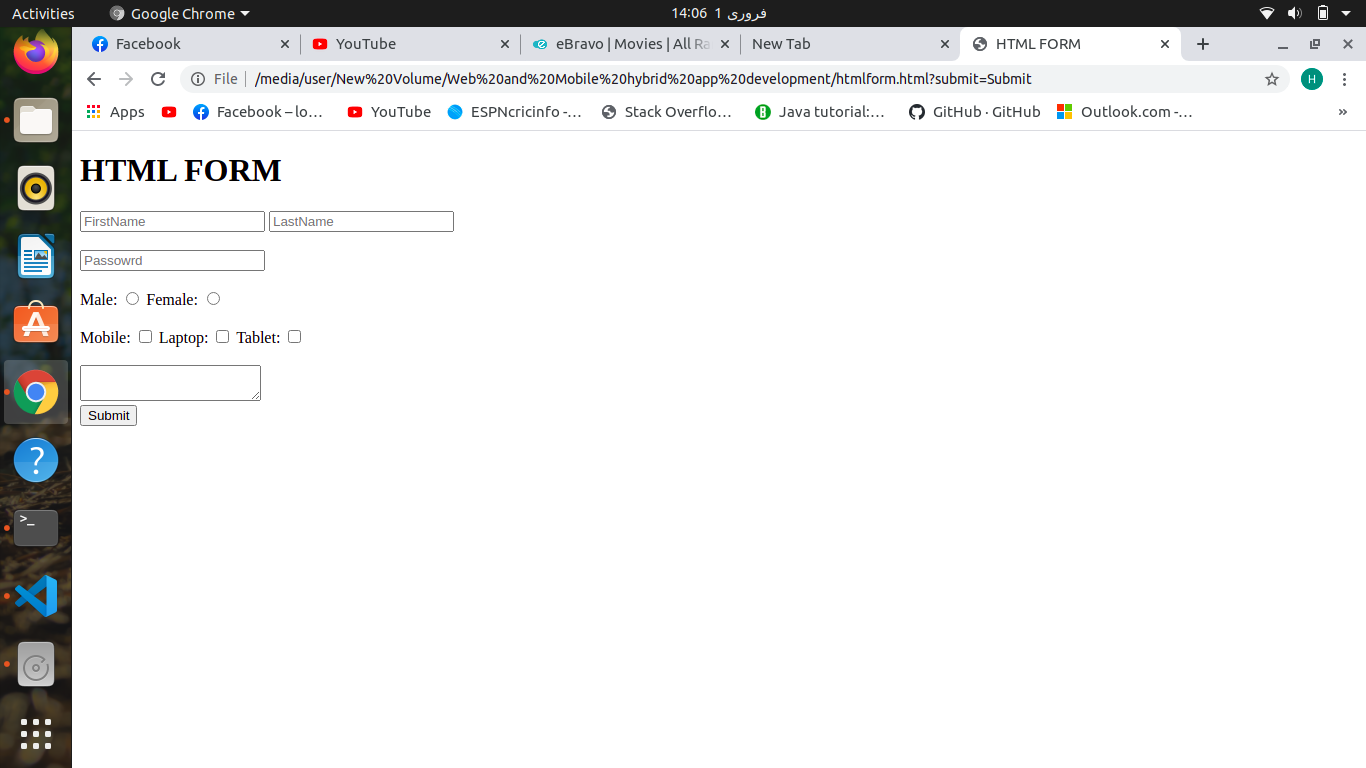 Activities Google Chrome 14:06 1 فروری
Facebook YouTube eBravo | Movies | All Ra New Tab HTML FORM
File /media/user/New%20Volume/Web%20and%20Mobile%20hybrid%20app%20development/htmlform.html?submit=Submit H
Apps Facebook – lo… YouTube ESPNcricinfo -… Stack Overflo… Java tutorial:… GitHub · GitHub Outlook.com -… »
HTML FORM
FirstName LastName
Passowrd
Male: Female:
Mobile: Laptop: Tablet:
Submit